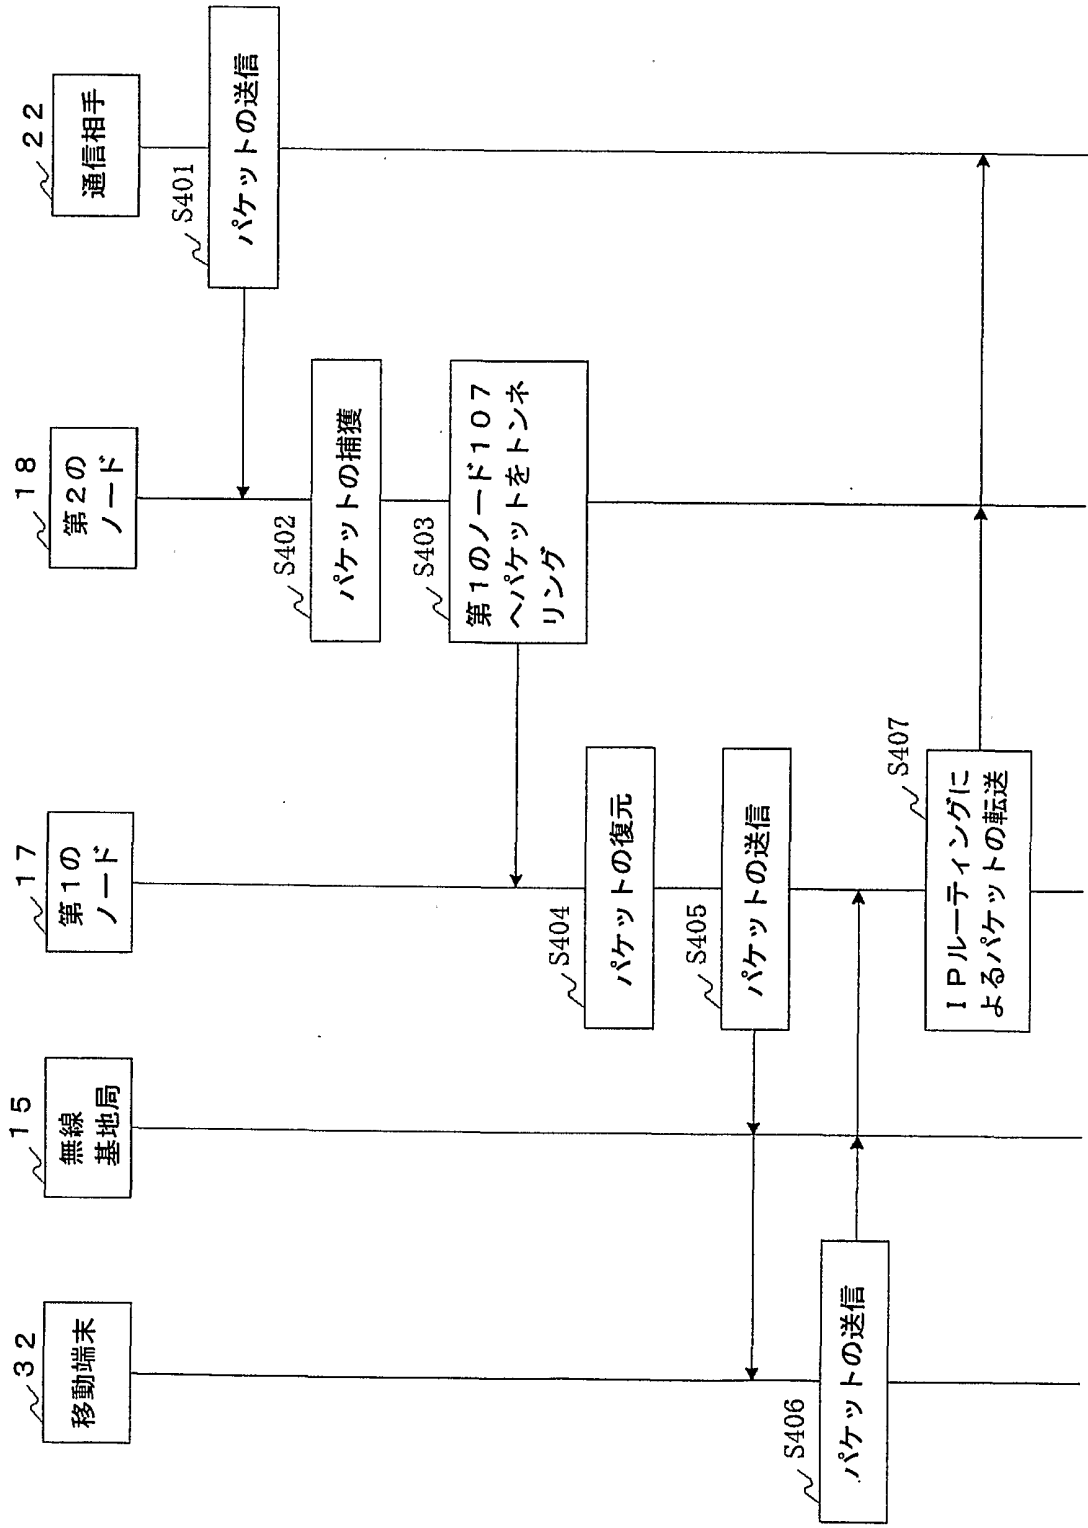 32
移動端末
15
無線
基地局
17
第1の
ノード
18
第2の
ノード
22
通信相手
S401
パケットの送信
S402
パケットの捕獲
S403
第1のノード107
へパケットをトンネ
リング
S404
パケットの復元
S405
パケットの送信
S406
パケットの送信
S407
IPルーティングに
よるパケットの転送